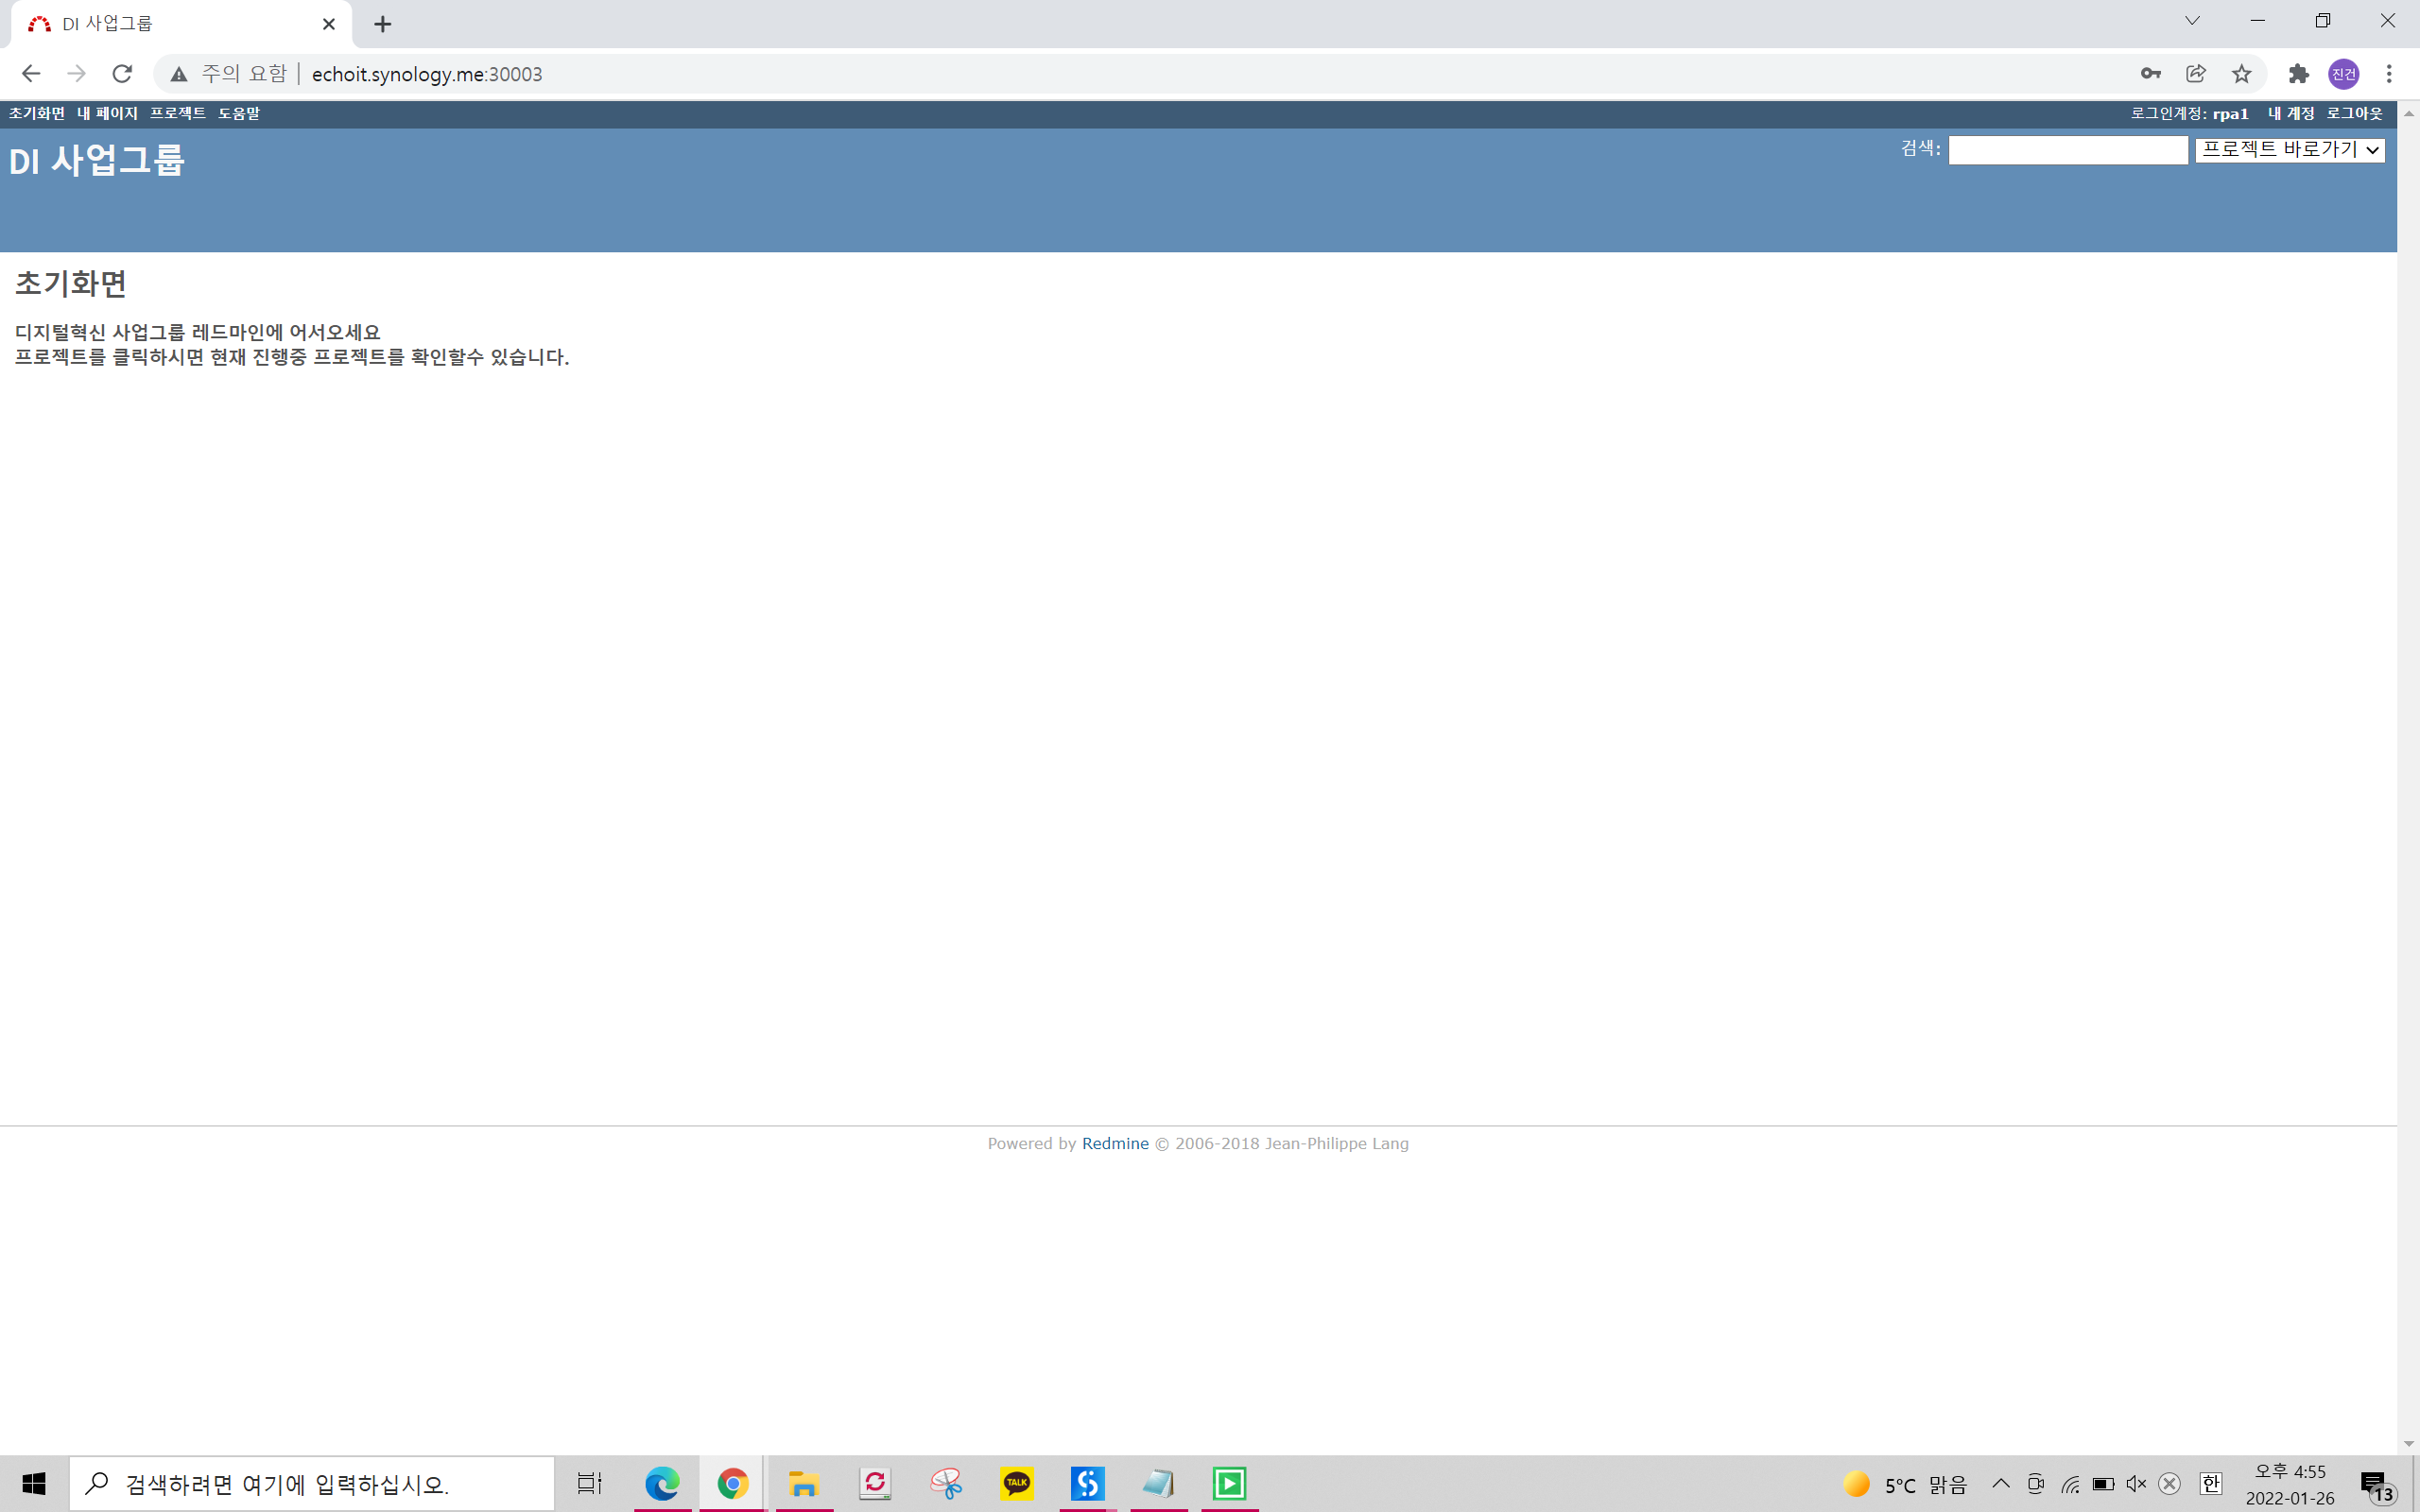 DI 사업그룹
주의 요함 | echoit.synology.me:30003
진건
초기화면 내 페이지 프로젝트 도움말
로그인계정: rpa1 내 계정 로그아웃
DI 사업그룹
검색: 프로젝트 바로가기
초기화면
디지털혁신 사업그룹 레드마인에 어서오세요
프로젝트를 클릭하시면 현재 진행중 프로젝트를 확인할수 있습니다.
Powered by Redmine © 2006-2018 Jean-Philippe Lang
검색하려면 여기에 입력하십시오.
TALK
5°C 맑음
한
오후 4:55
2022-01-26
13